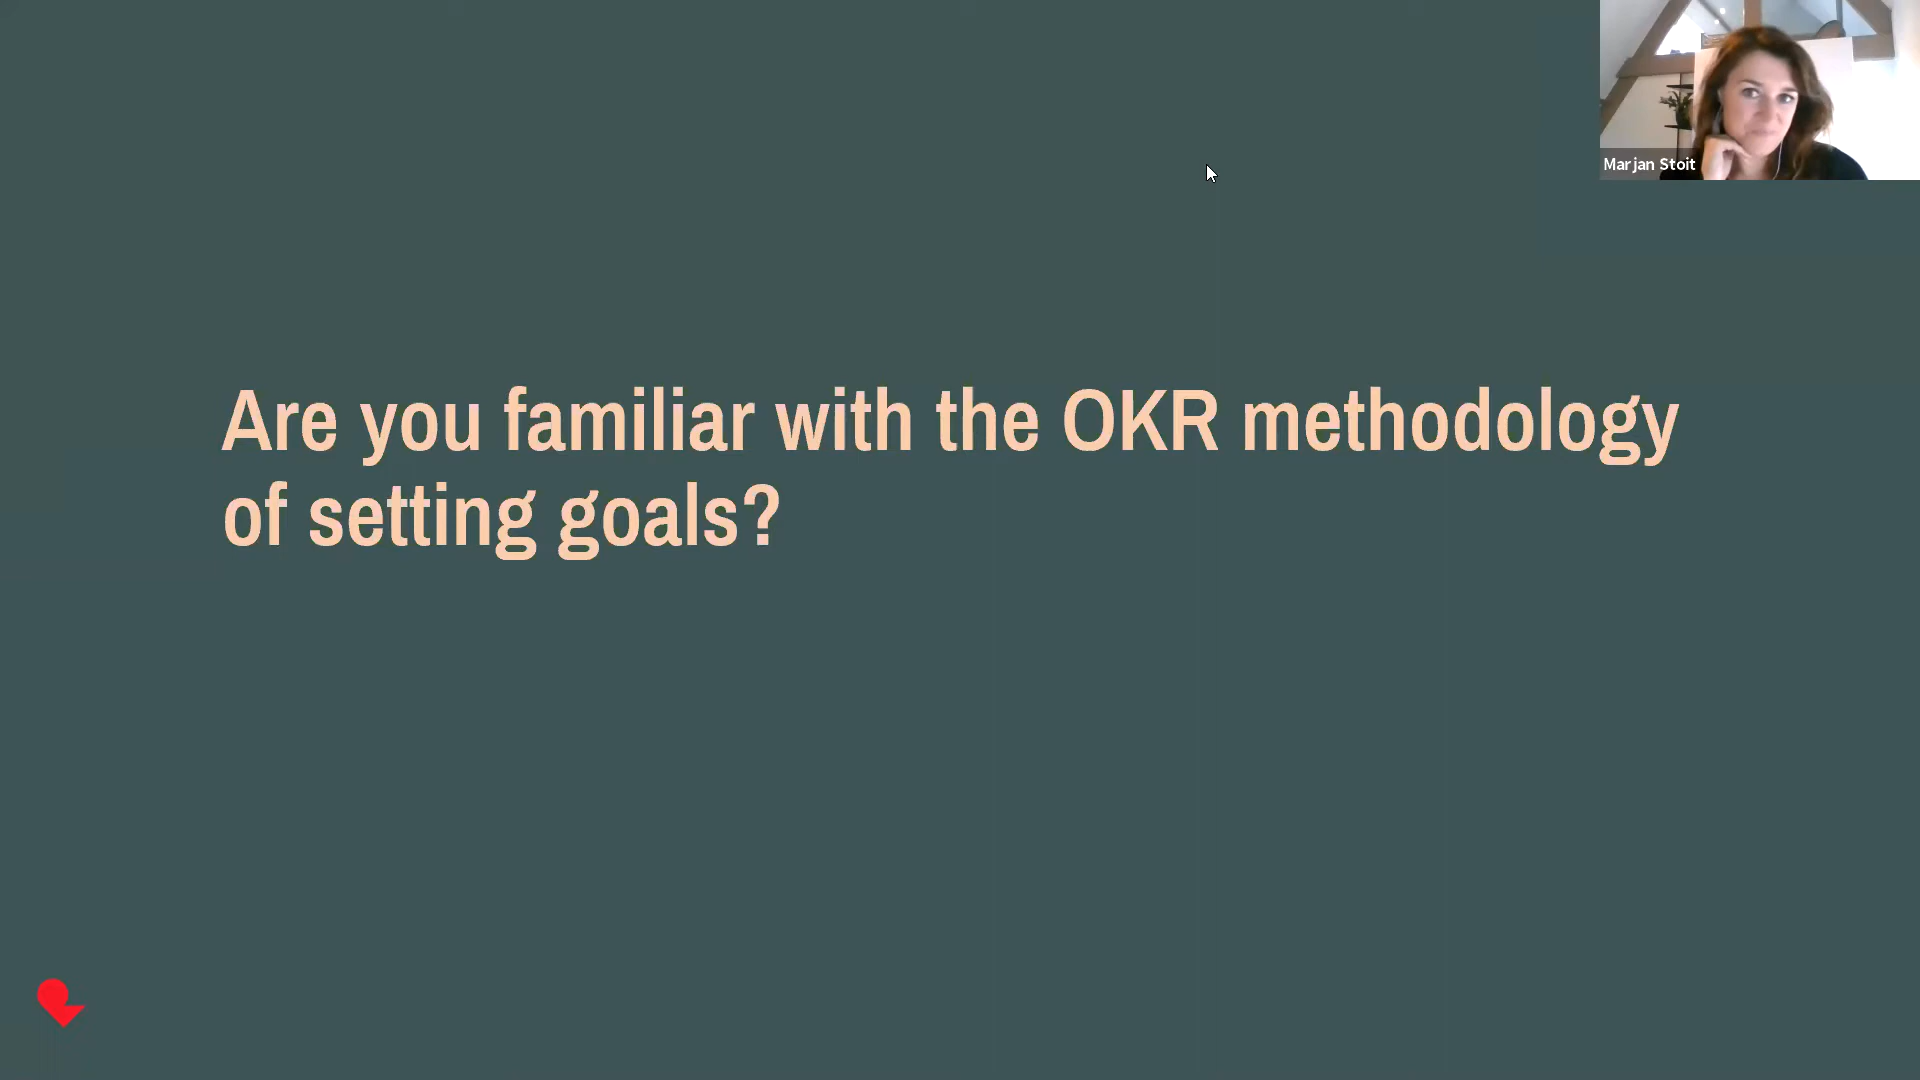 Marjan Stoit
Are you familiar with the OKR methodology
of setting goals?